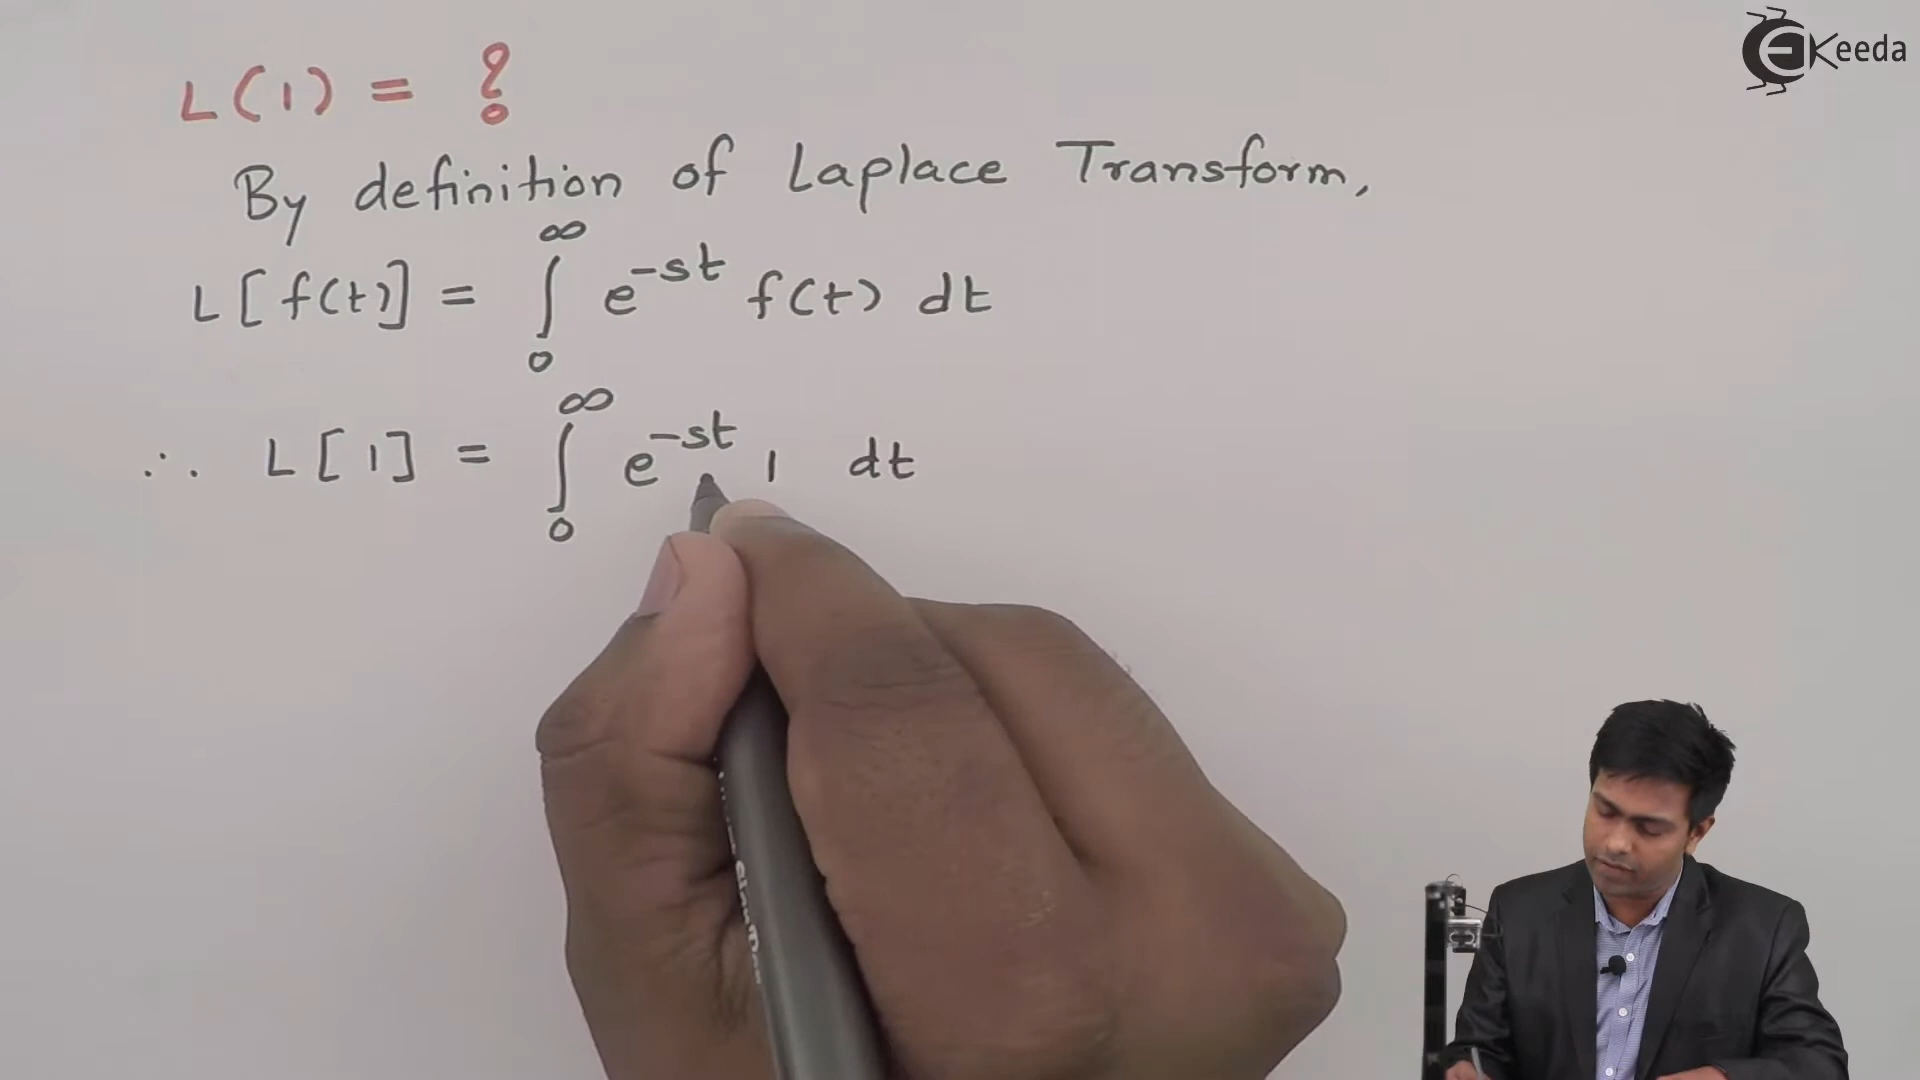 L(1) = ?
By definition of Laplace Transform,
L[f(t)] = ∫₀^∞ e^-st f(t) dt
∴ L[1] = ∫₀^∞ e^-st 1 dt
Keeda